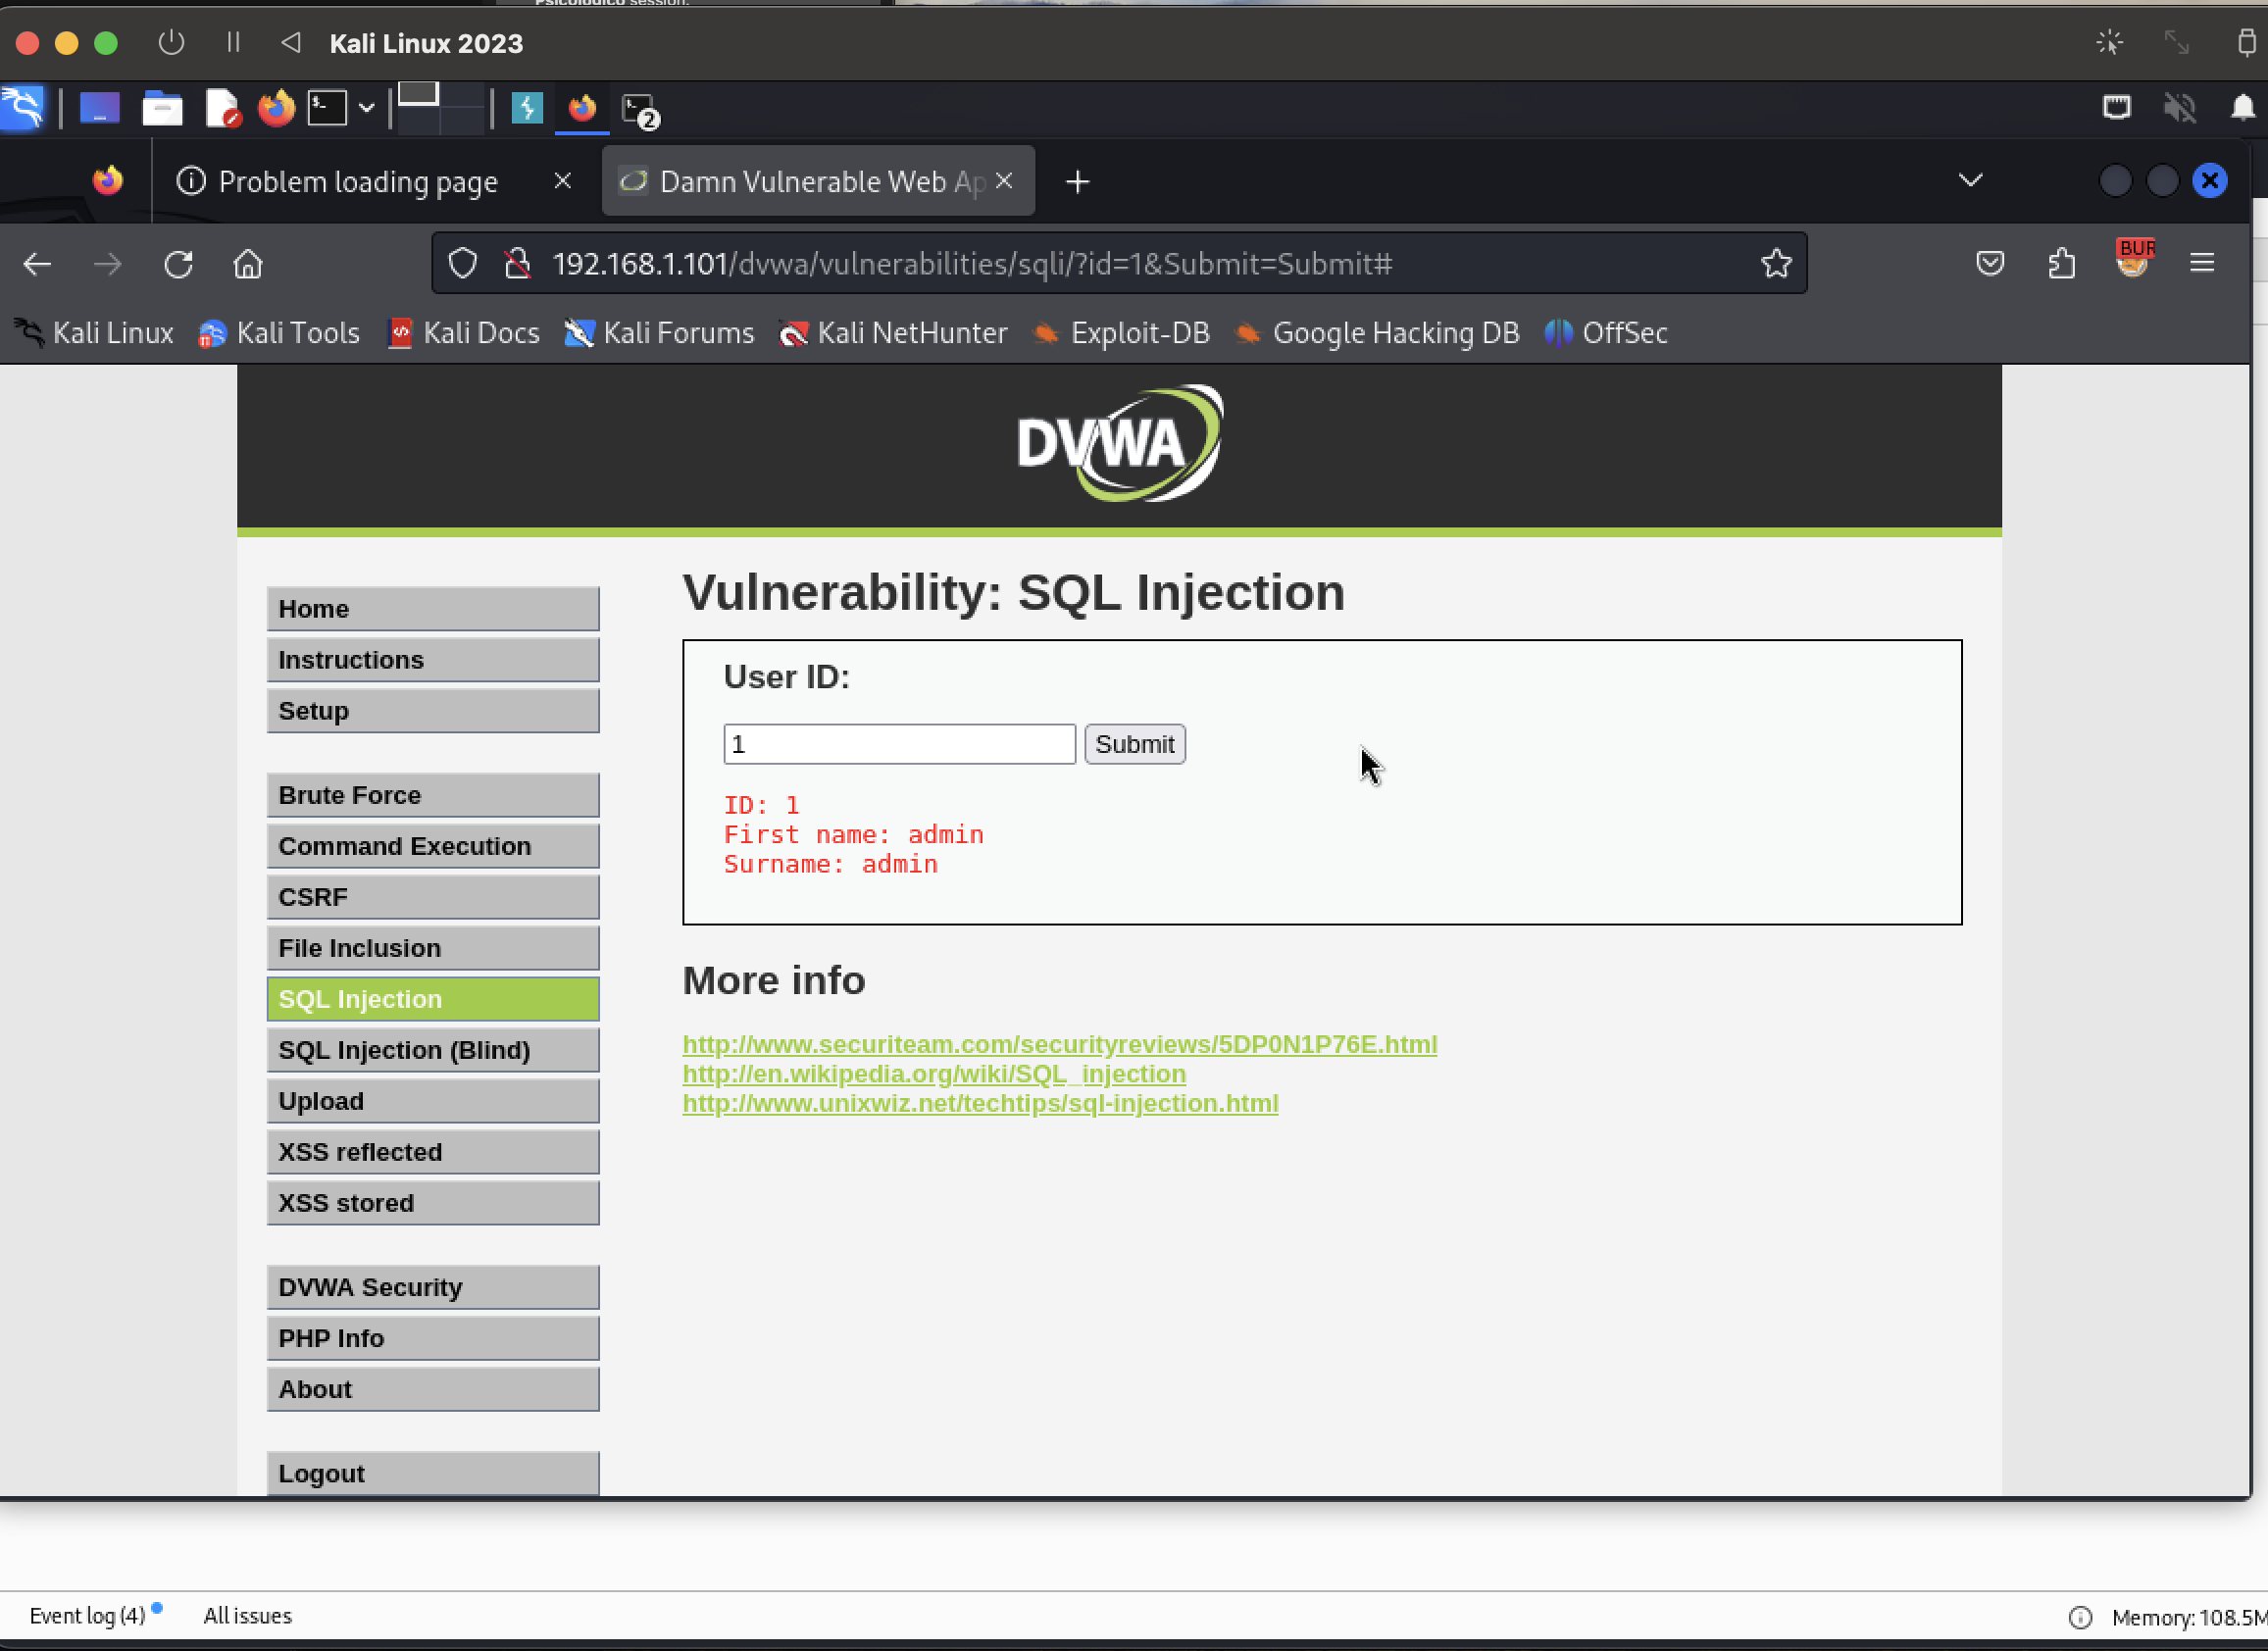 Psicologico session.
Kali Linux 2023
2
Problem loading page
Damn Vulnerable Web Ap
192.168.1.101/dvwa/vulnerabilities/sqli/?id=1&Submit=Submit#
BUR
Kali Linux Kali Tools Kali Docs Kali Forums Kali NetHunter Exploit-DB Google Hacking DB OffSec
DVWA
Home
Instructions
Setup
Brute Force
Command Execution
CSRF
File Inclusion
SQL Injection
SQL Injection (Blind)
Upload
XSS reflected
XSS stored
DVWA Security
PHP Info
About
Logout
Vulnerability: SQL Injection
User ID:
1 Submit
ID: 1
First name: admin
Surname: admin
More info
http://www.securiteam.com/securityreviews/5DP0N1P76E.html
http://en.wikipedia.org/wiki/SQL_injection
http://www.unixwiz.net/techtips/sql-injection.html
Event log (4) All issues
Memory: 108.5M